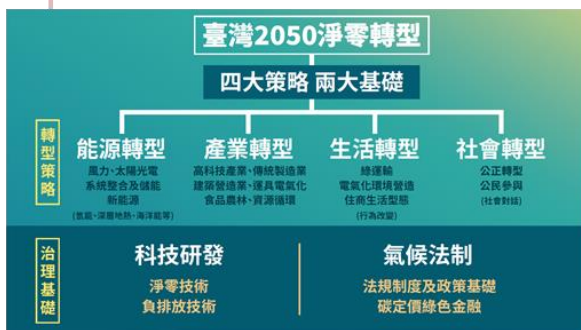 臺灣2050淨零轉型
四大策略 兩大基礎
轉型策略
能源轉型
風力、太陽光電
系統整合及儲能
新能源
(氫能、深層地熱、海洋能等)
產業轉型
高科技產業、傳統製造業
建築營造業、運具電氣化
食品農林、資源循環
生活轉型
綠運輸
電氣化環境營造
住商生活型態
(行為改變)
社會轉型
公正轉型
公民參與
(社會對話)
治理基礎
科技研發
淨零技術
負排放技術
氣候法制
法規制度及政策基礎
碳定價綠色金融